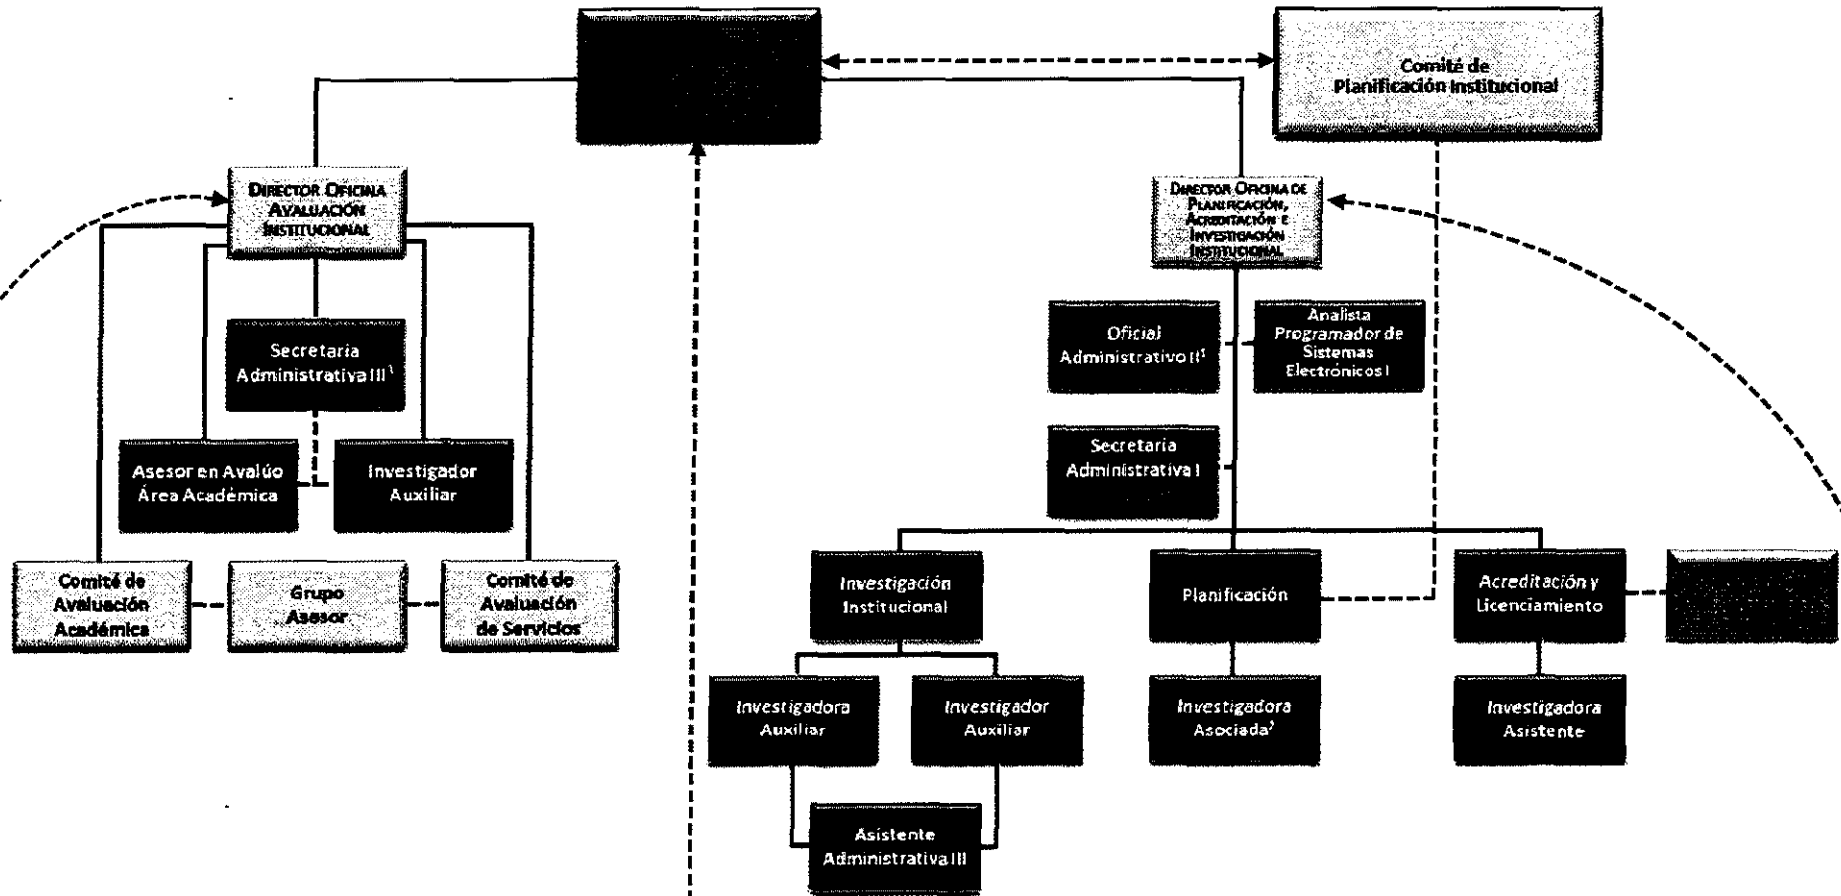 Comité de
Planificación Institucional
DIRECTOR OFICINA
AVALUACIÓN
INSTITUCIONAL
DIRECTOR OFICINA DE
PLANIFICACIÓN,
ACREDITACIÓN E
INVESTIGACIÓN
INSTITUCIONAL
Secretaria
Administrativa III¹
Oficial
Administrativo II¹
Analista
Programador de
Sistemas
Electrónicos I
Asesor en Avalúo
Área Académica
Investigador
Auxiliar
Secretaria
Administrativa I
Comité de
Avaluación
Académica
Grupo
Asesor
Comité de
Avaluación
de Servicios
Investigación
Institucional
Planificación
Acreditación y
Licenciamiento
Investigadora
Auxiliar
Investigador
Auxiliar
Investigadora
Asociada²
Investigadora
Asistente
Asistente
Administrativa III